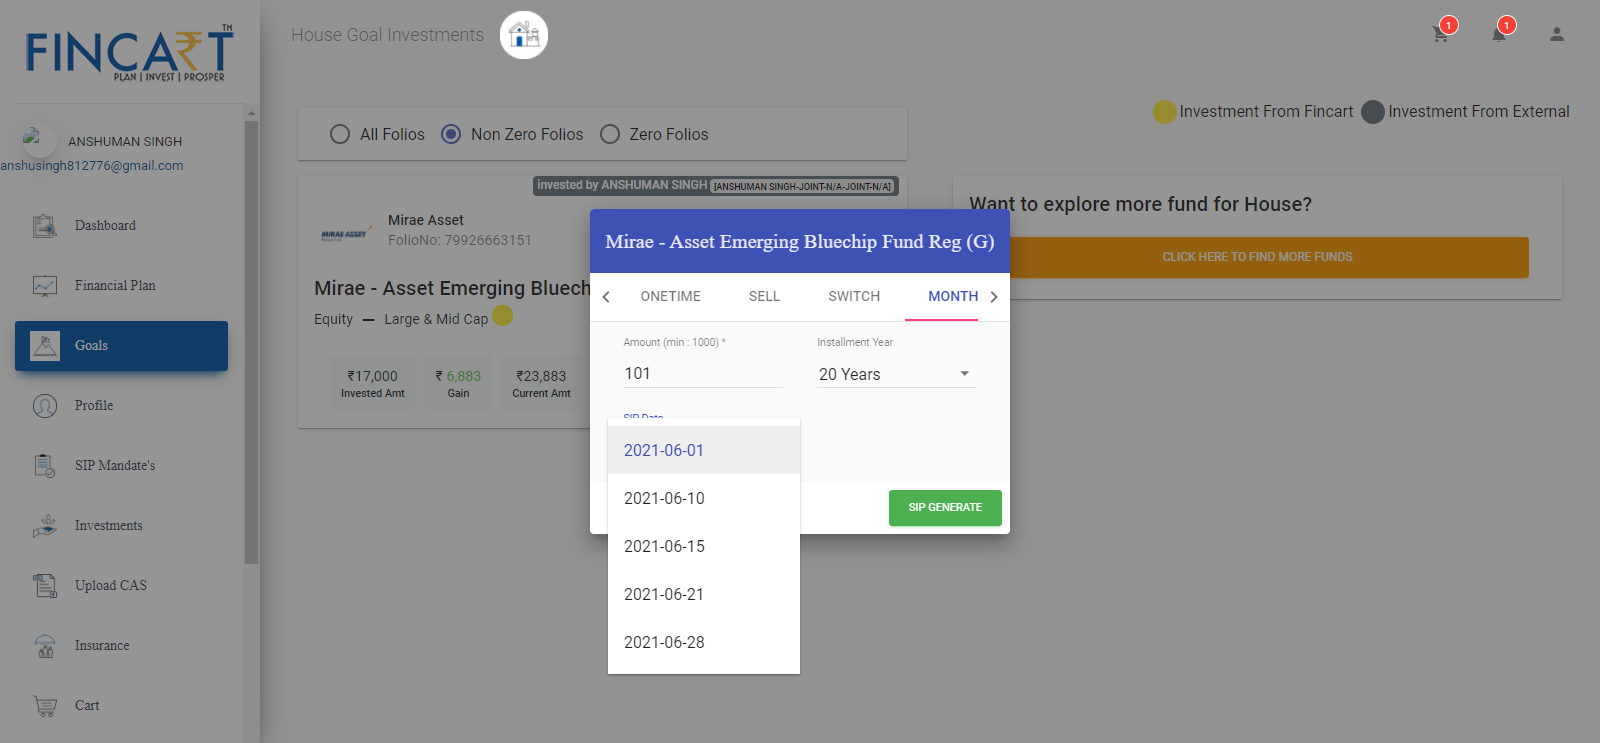 FINCART
TM
PLAN | INVEST | PROSPER
ANSHUMAN SINGH
anshusingh812776@gmail.com
Dashboard
Financial Plan
Goals
Profile
SIP Mandate's
Investments
Upload CAS
Insurance
Cart
House Goal Investments
1
1
All Folios
Non Zero Folios
Zero Folios
Investment From Fincart
Investment From External
invested by ANSHUMAN SINGH [ANSHUMAN SINGH-JOINT-N/A-JOINT-N/A]
MIRAE ASSET
Mirae Asset
FolioNo: 79926663151
Mirae - Asset Emerging Bluech
Equity — Large & Mid Cap
₹17,000
Invested Amt
₹ 6,883
Gain
₹23,883
Current Amt
Want to explore more fund for House?
CLICK HERE TO FIND MORE FUNDS
Mirae - Asset Emerging Bluechip Fund Reg (G)
ONETIME
SELL
SWITCH
MONTH
Amount (min : 1000) *
101
Installment Year
20 Years
SIP Date
2021-06-01
2021-06-10
2021-06-15
2021-06-21
2021-06-28
SIP GENERATE